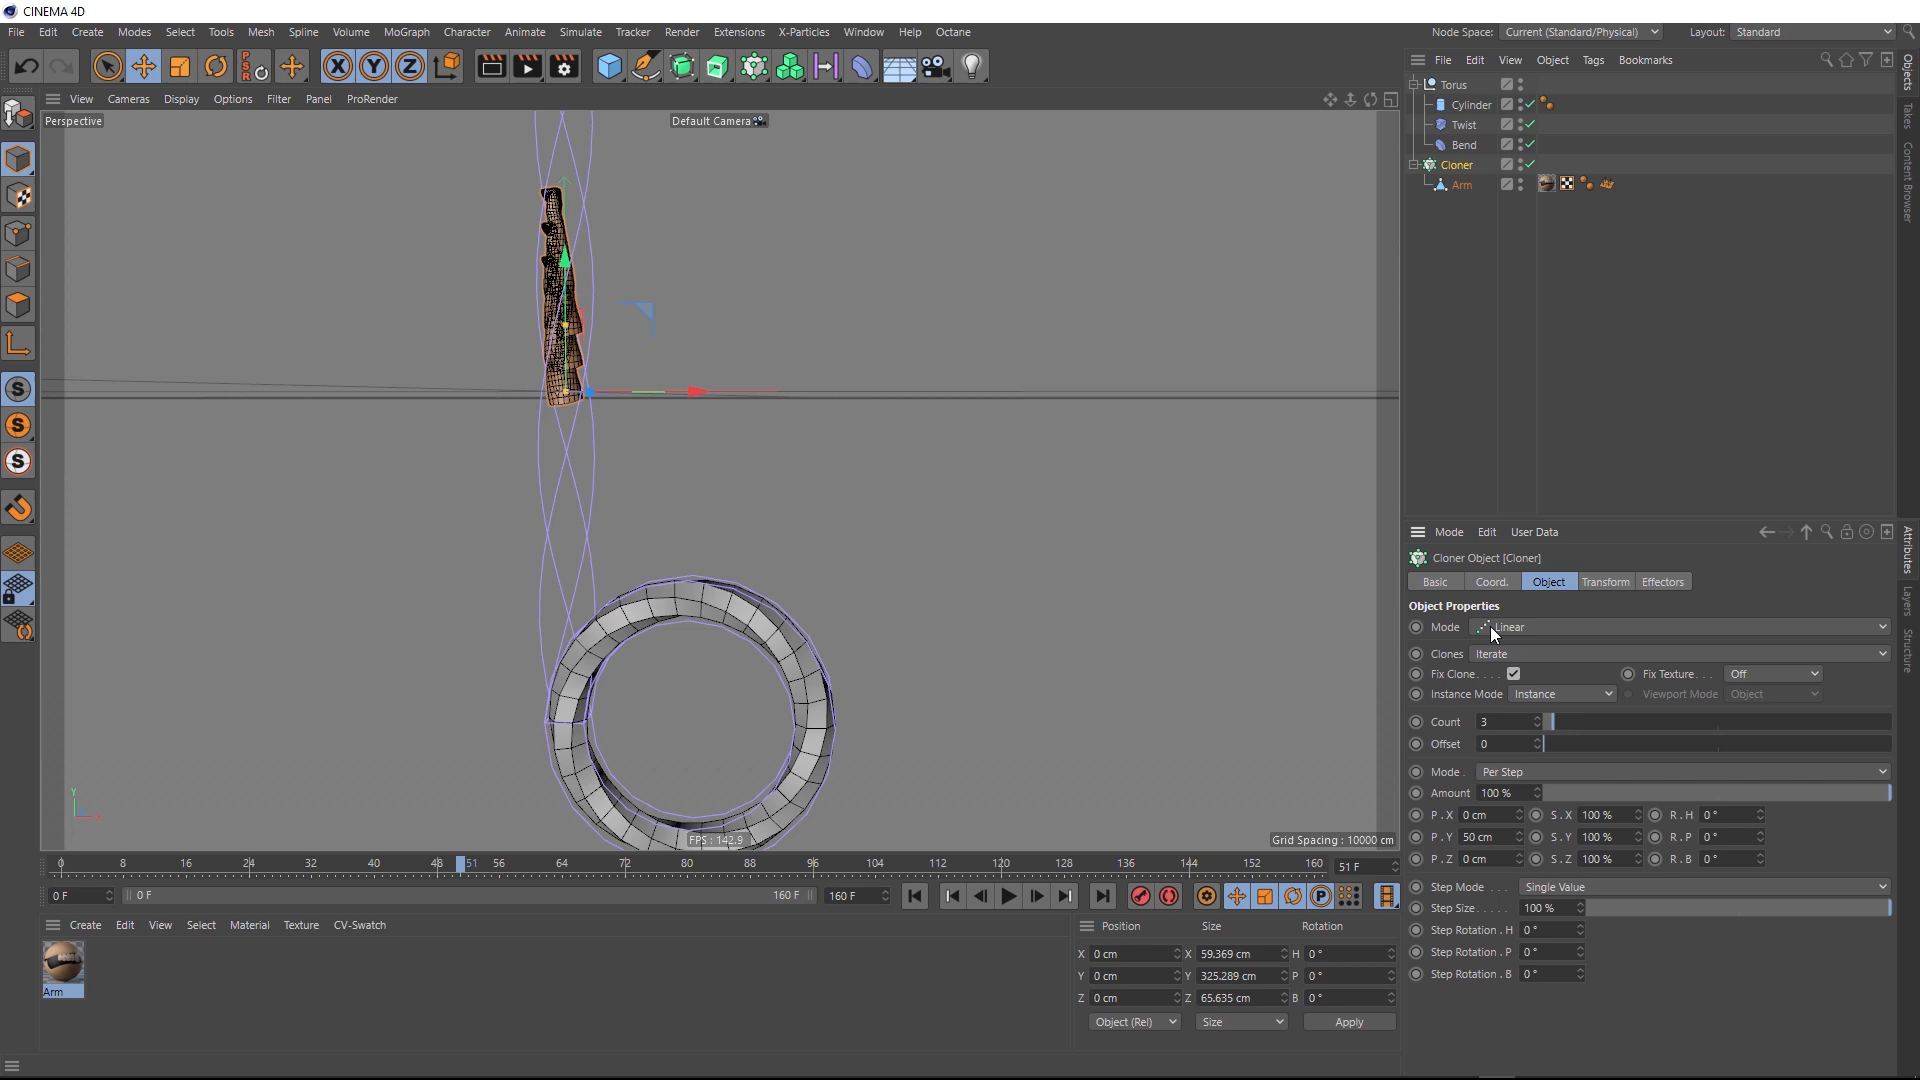 CINEMA 4D
File Edit Create Modes Select Tools Mesh Spline Volume MoGraph Character Animate Simulate Tracker Render Extensions X-Particles Window Help Octane
Node Space: Current (Standard/Physical) Layout: Standard
View Cameras Display Options Filter Panel ProRender
File Edit View Object Tags Bookmarks
Perspective
Default Camera
Torus
Cylinder
Twist
Bend
Cloner
Arm
Objects
Takes
Content Browser
Mode Edit User Data
Cloner Object [Cloner]
Basic Coord. Object Transform Effectors
Object Properties
Mode Linear
Clones Iterate
Fix Clone. . . . Fix Texture. . . Off
Instance Mode Instance Viewport Mode Object
Count 3
Offset 0
Mode . Per Step
Amount 100 %
P . X 0 cm S . X 100 % R . H 0 °
P . Y 50 cm S . Y 100 % R . P 0 °
P . Z 0 cm S . Z 100 % R . B 0 °
Step Mode . . . Single Value
Step Size. . . . . 100 %
Step Rotation . H 0 °
Step Rotation . P 0 °
Step Rotation . B 0 °
Attributes
Layers
Structure
Y
X
FPS : 142.9
Grid Spacing : 10000 cm
0 8 16 24 32 40 48 51 56 64 72 80 88 96 104 112 120 128 136 144 152 160 51 F
0 F 0 F 160 F 160 F
Create Edit View Select Material Texture CV-Swatch
Arm
Position Size Rotation
X 0 cm X 59.369 cm H 0 °
Y 0 cm Y 325.289 cm P 0 °
Z 0 cm Z 65.635 cm B 0 °
Object (Rel) Size Apply